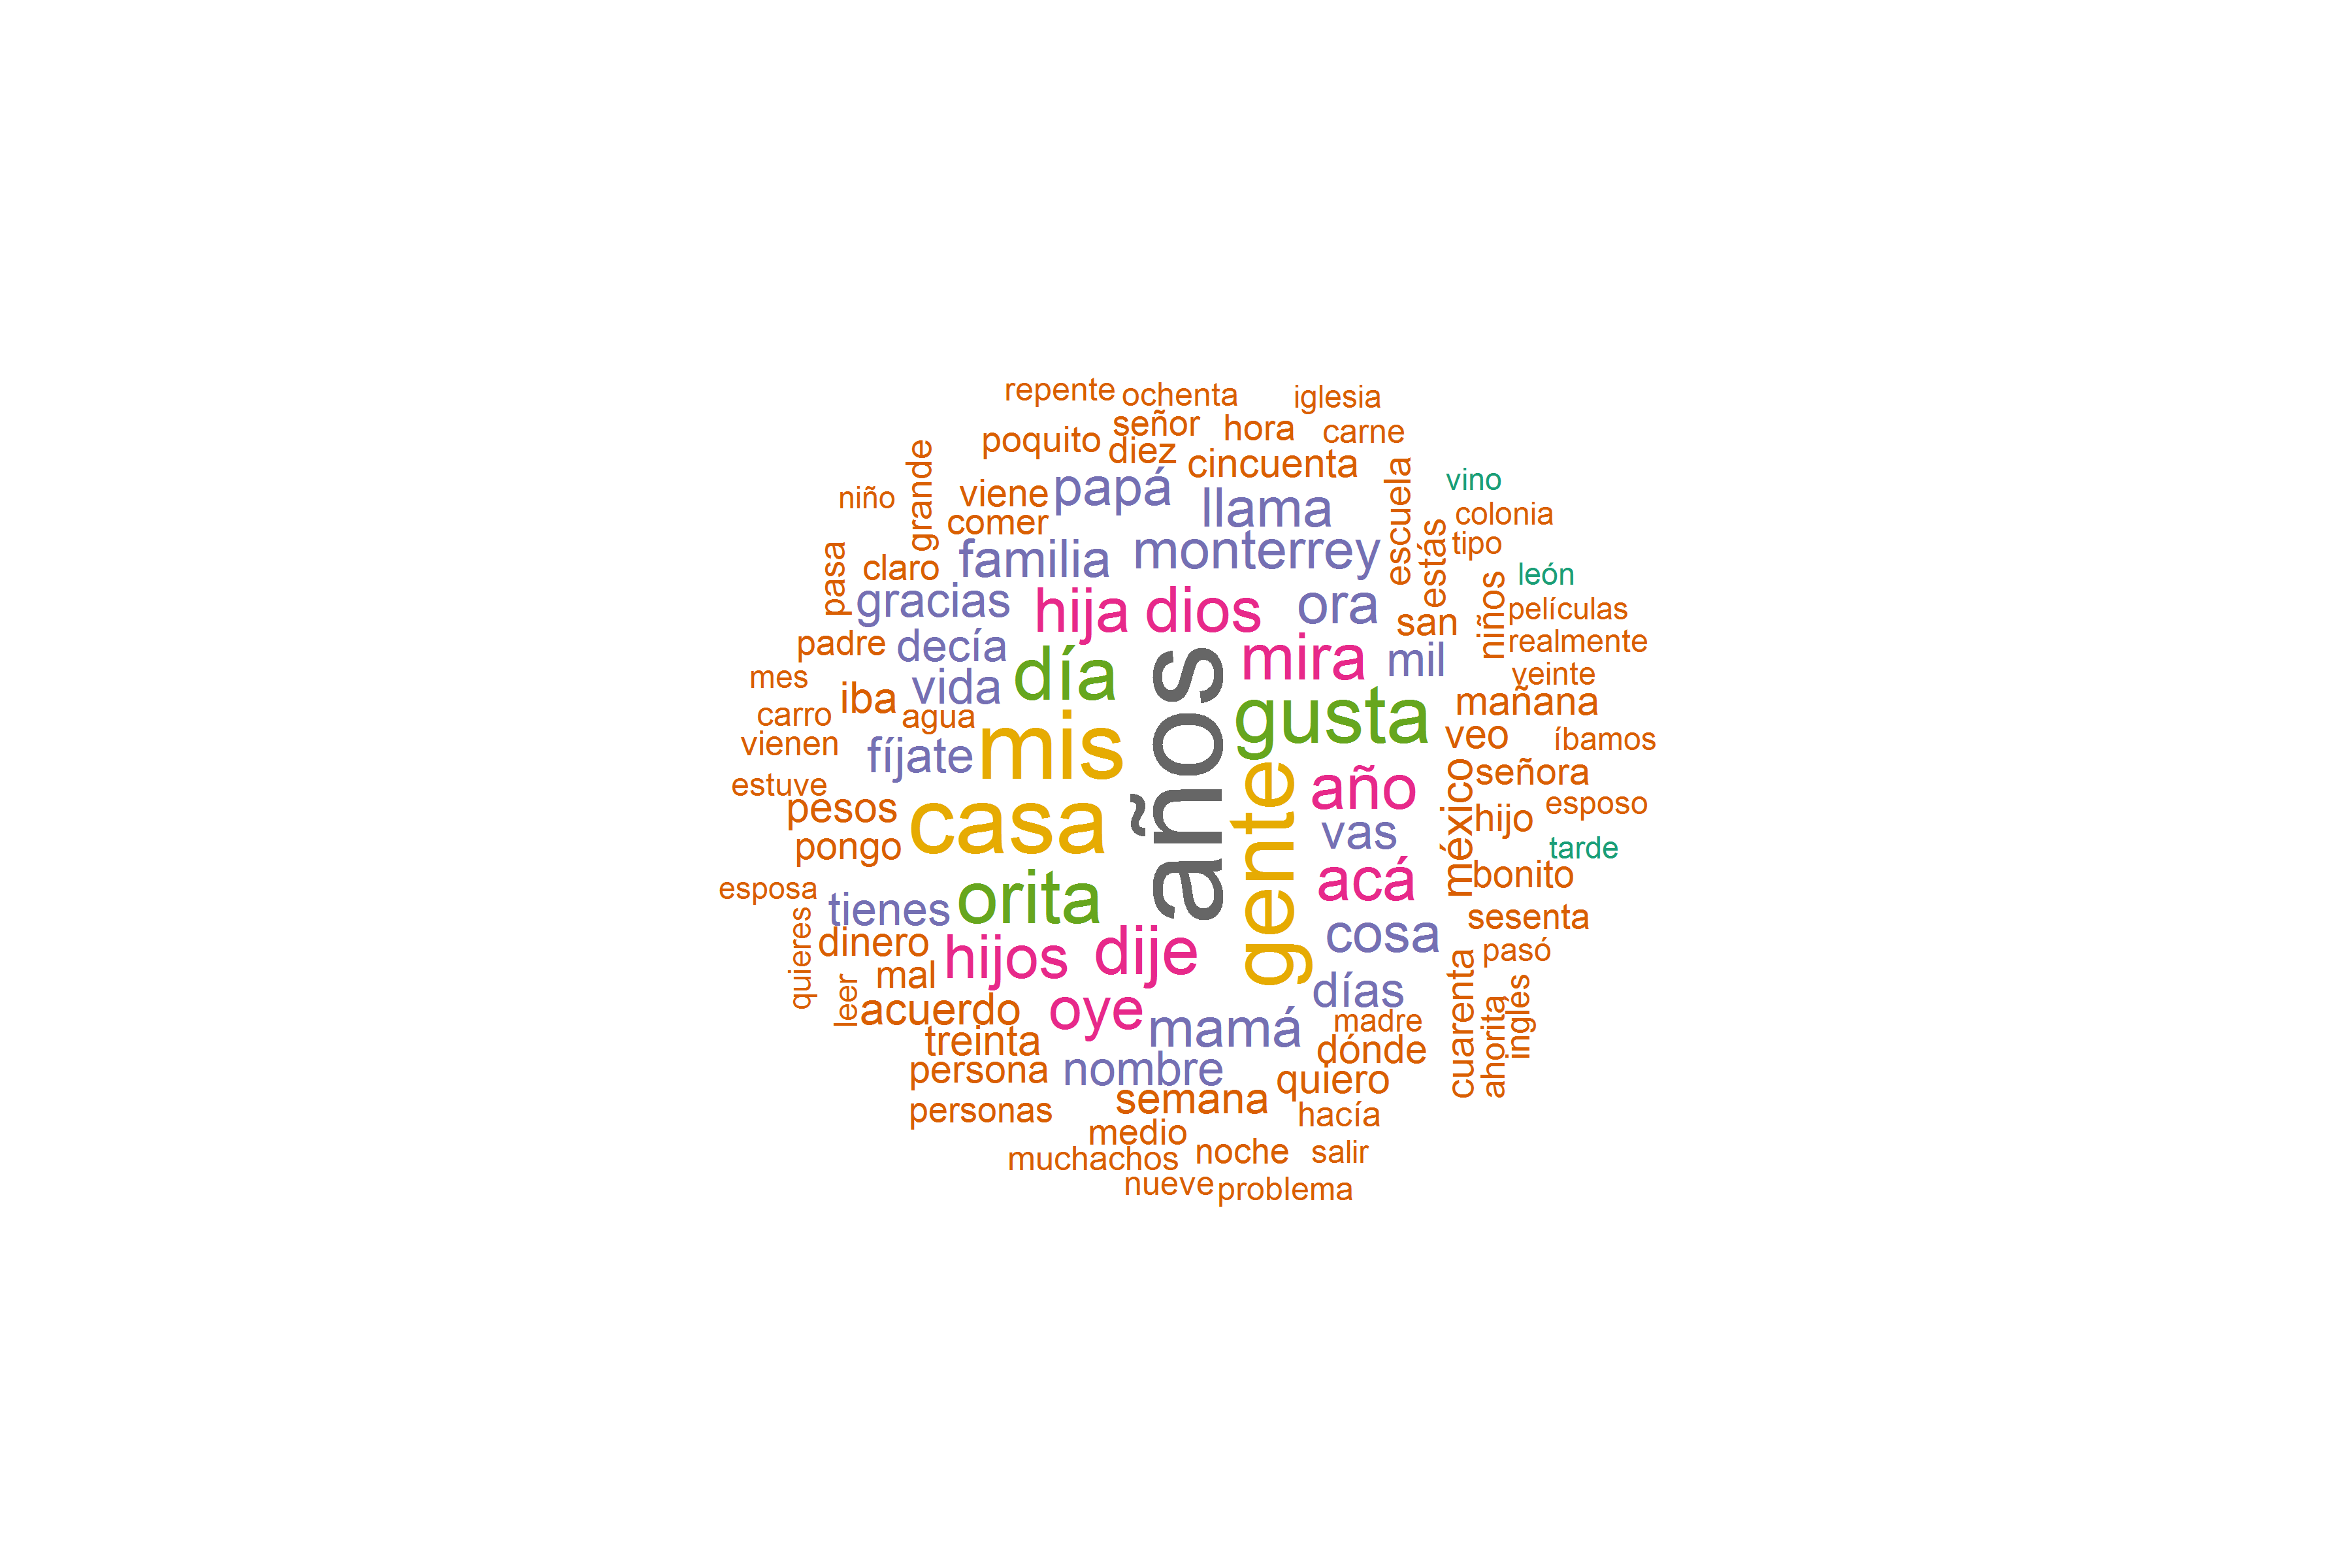 repente
ochenta
iglesia
señor
hora
carne
poquito
diez
cincuenta
grande
escuela
vino
niño
viene
papá
llama
colonia
comer
estás
tipo
familia
monterrey
pasa
claro
león
gracias
hija
dios
ora
niños
películas
san
padre
decía
mira
mil
realmente
mes
vida
día
veinte
iba
años
gusta
mañana
carro
agua
vienen
fíjate
mis
veo
íbamos
estuve
año
méxico
señora
pesos
casa
gente
vas
hijo
esposo
pongo
tarde
esposa
tienes
orita
acá
bonito
quieres
dinero
cosa
sesenta
hijos
dije
pasó
mal
leer
acuerdo
oye
días
cuarenta
ahorita
inglés
treinta
mamá
madre
dónde
persona
nombre
quiero
personas
semana
hacía
medio
muchachos
noche
salir
nueve
problema